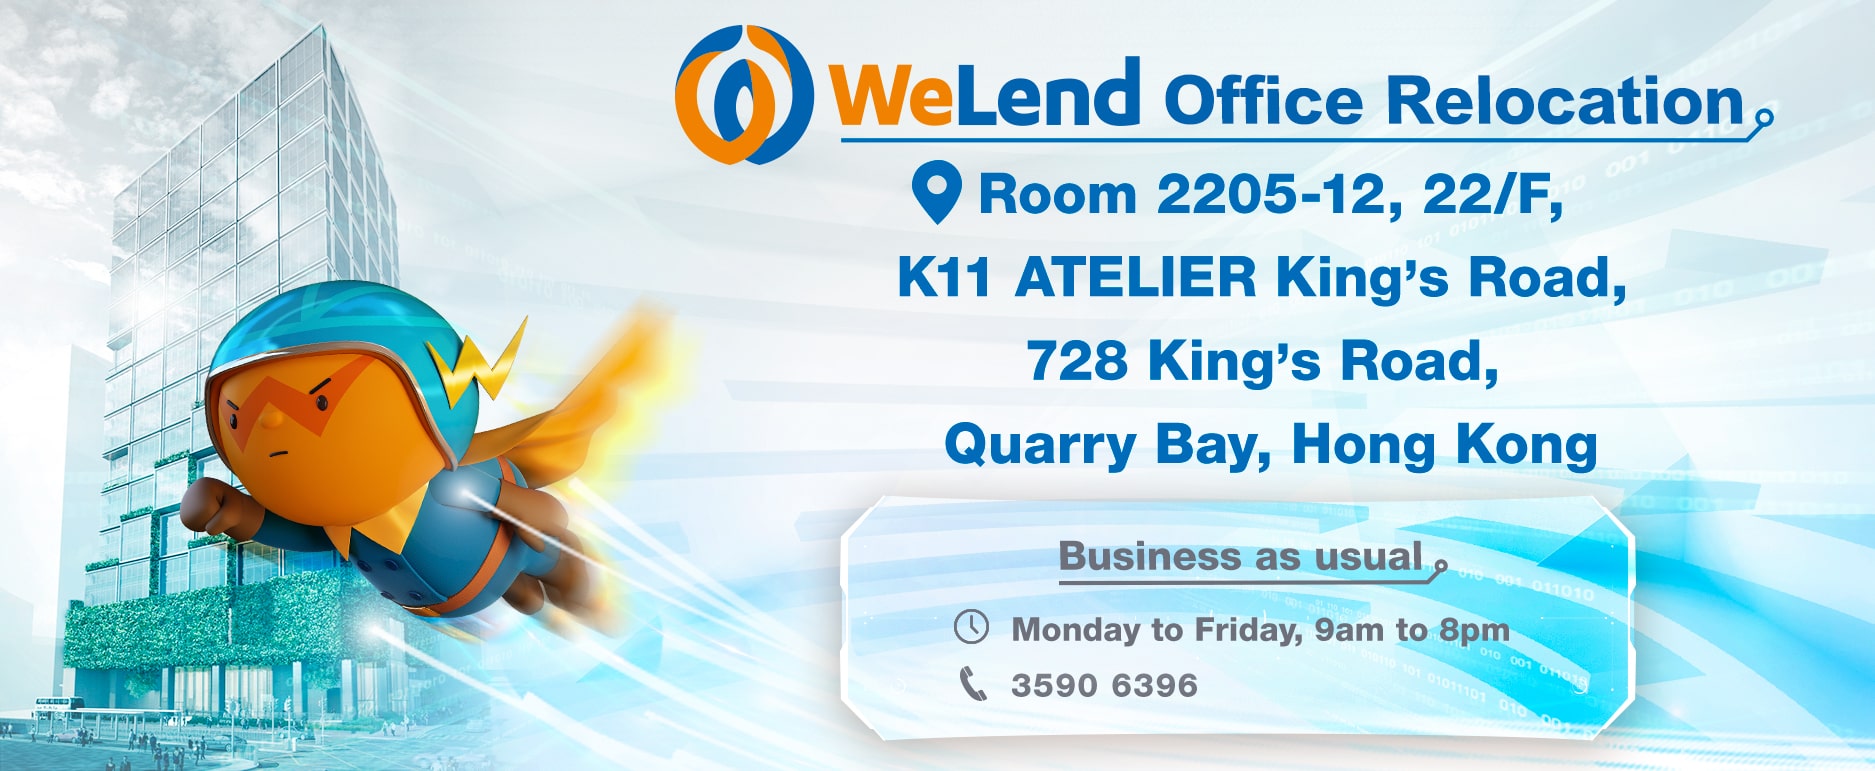 WeLend Office Relocation
Room 2205-12, 22/F,
K11 ATELIER King’s Road,
728 King’s Road,
Quarry Bay, Hong Kong
Business as usual
Monday to Friday, 9am to 8pm
3590 6396